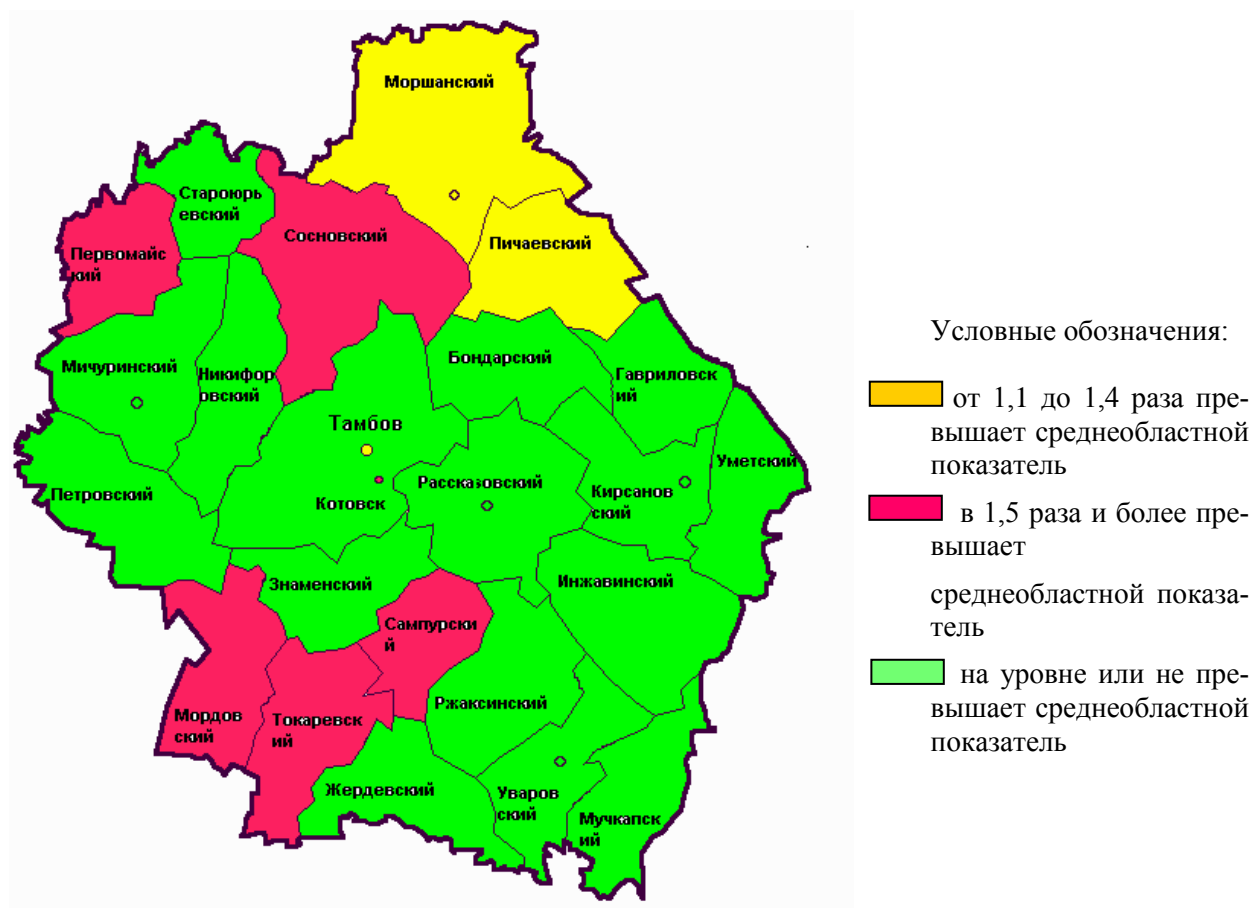 Моршанский
Староюрь
евский
Сосновский
Пичаевский
Первомайс
кий
Мичуринский
Никифор
овский
Бондарский
Гавриловск
ий
Тамбов
Уметский
Петровский
Котовск
Рассказовский
Кирсанов
ский
Знаменский
Инжавинский
Сампурски
й
Мордов
ский
Токаревск
ий
Ржаксинский
Жердевский
Уваров
ский
Мучкапск
ий
Условные обозначения:
от 1,1 до 1,4 раза пре-
вышает среднеобластной
показатель
в 1,5 раза и более пре-
вышает
среднеобластной показа-
тель
на уровне или не пре-
вышает среднеобластной
показатель